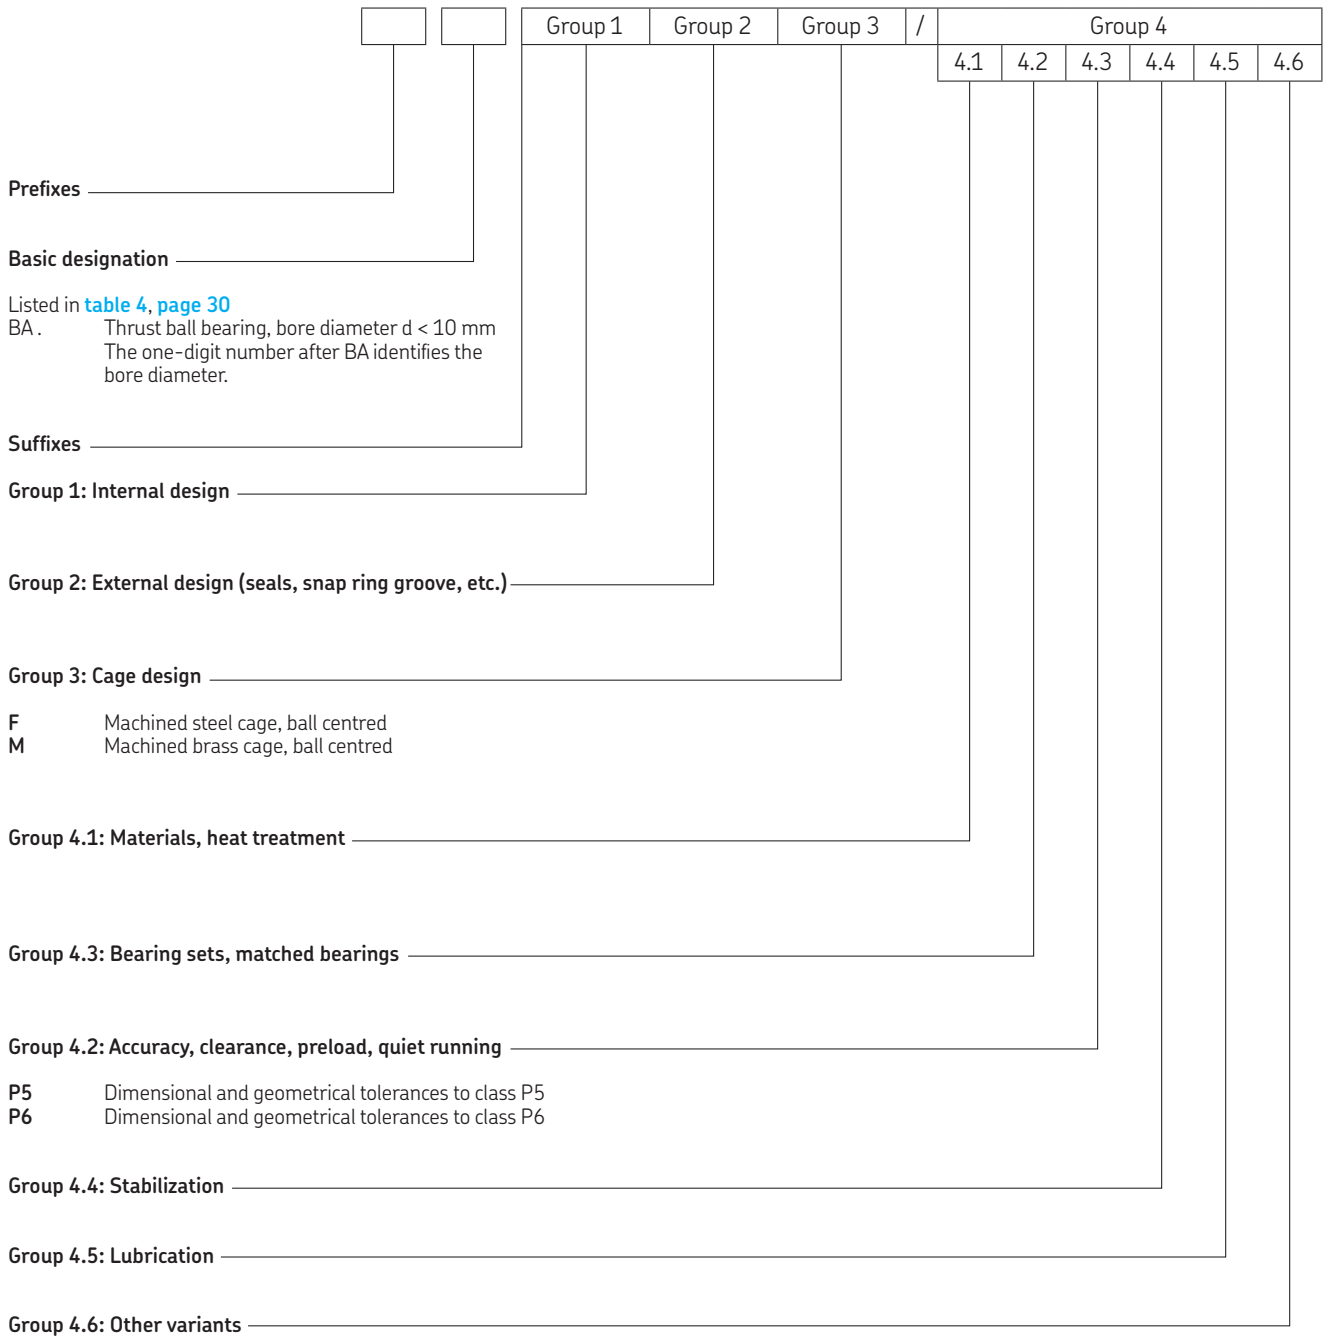 Group 1 Group 2 Group 3 / Group 4
4.1 4.2 4.3 4.4 4.5 4.6
Prefixes
Basic designation
Listed in table 4, page 30
BA . Thrust ball bearing, bore diameter d < 10 mm
The one-digit number after BA identifies the
bore diameter.
Suffixes
Group 1: Internal design
Group 2: External design (seals, snap ring groove, etc.)
Group 3: Cage design
F Machined steel cage, ball centred
M Machined brass cage, ball centred
Group 4.1: Materials, heat treatment
Group 4.3: Bearing sets, matched bearings
Group 4.2: Accuracy, clearance, preload, quiet running
P5 Dimensional and geometrical tolerances to class P5
P6 Dimensional and geometrical tolerances to class P6
Group 4.4: Stabilization
Group 4.5: Lubrication
Group 4.6: Other variants